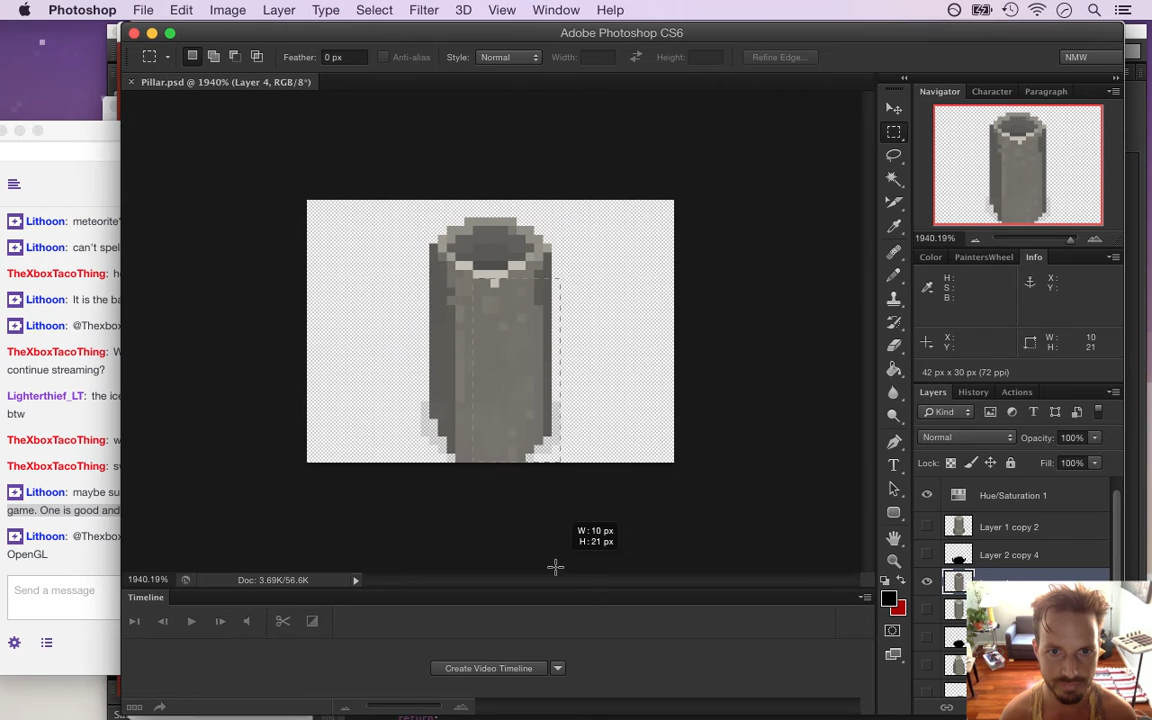 Photoshop File Edit Image Layer Type Select Filter 3D View Window Help
Adobe Photoshop CS6
Feather: 0 px Anti-alias Style: Normal Width: Height: Refine Edge... NMW
× Pillar.psd @ 1940% (Layer 4, RGB/8*)
Navigator Character Paragraph
1940.19%
Color PaintersWheel Info
H:
S:
B:
X:
Y:
X:
Y:
W: 10
H: 21
42 px x 30 px (72 ppi)
Layers History Actions
Kind
Normal Opacity: 100%
Lock: Fill: 100%
Hue/Saturation 1
Layer 1 copy 2
Layer 2 copy 4
W: 10 px
H: 21 px
1940.19% Doc: 3.69K/56.6K
Timeline
Create Video Timeline
return;
Lithoon: meteorite'
Lithoon: can't spel
TheXboxTacoThing: h
Lithoon: It is the ba
Lithoon: @Thexbox
TheXboxTacoThing: W
continue streaming?
Lighterthief_LT: the ice
btw
TheXboxTacoThing: w
TheXboxTacoThing: s
Lithoon: maybe su
game. One is good and
Lithoon: @Thexbox
OpenGL
Send a message